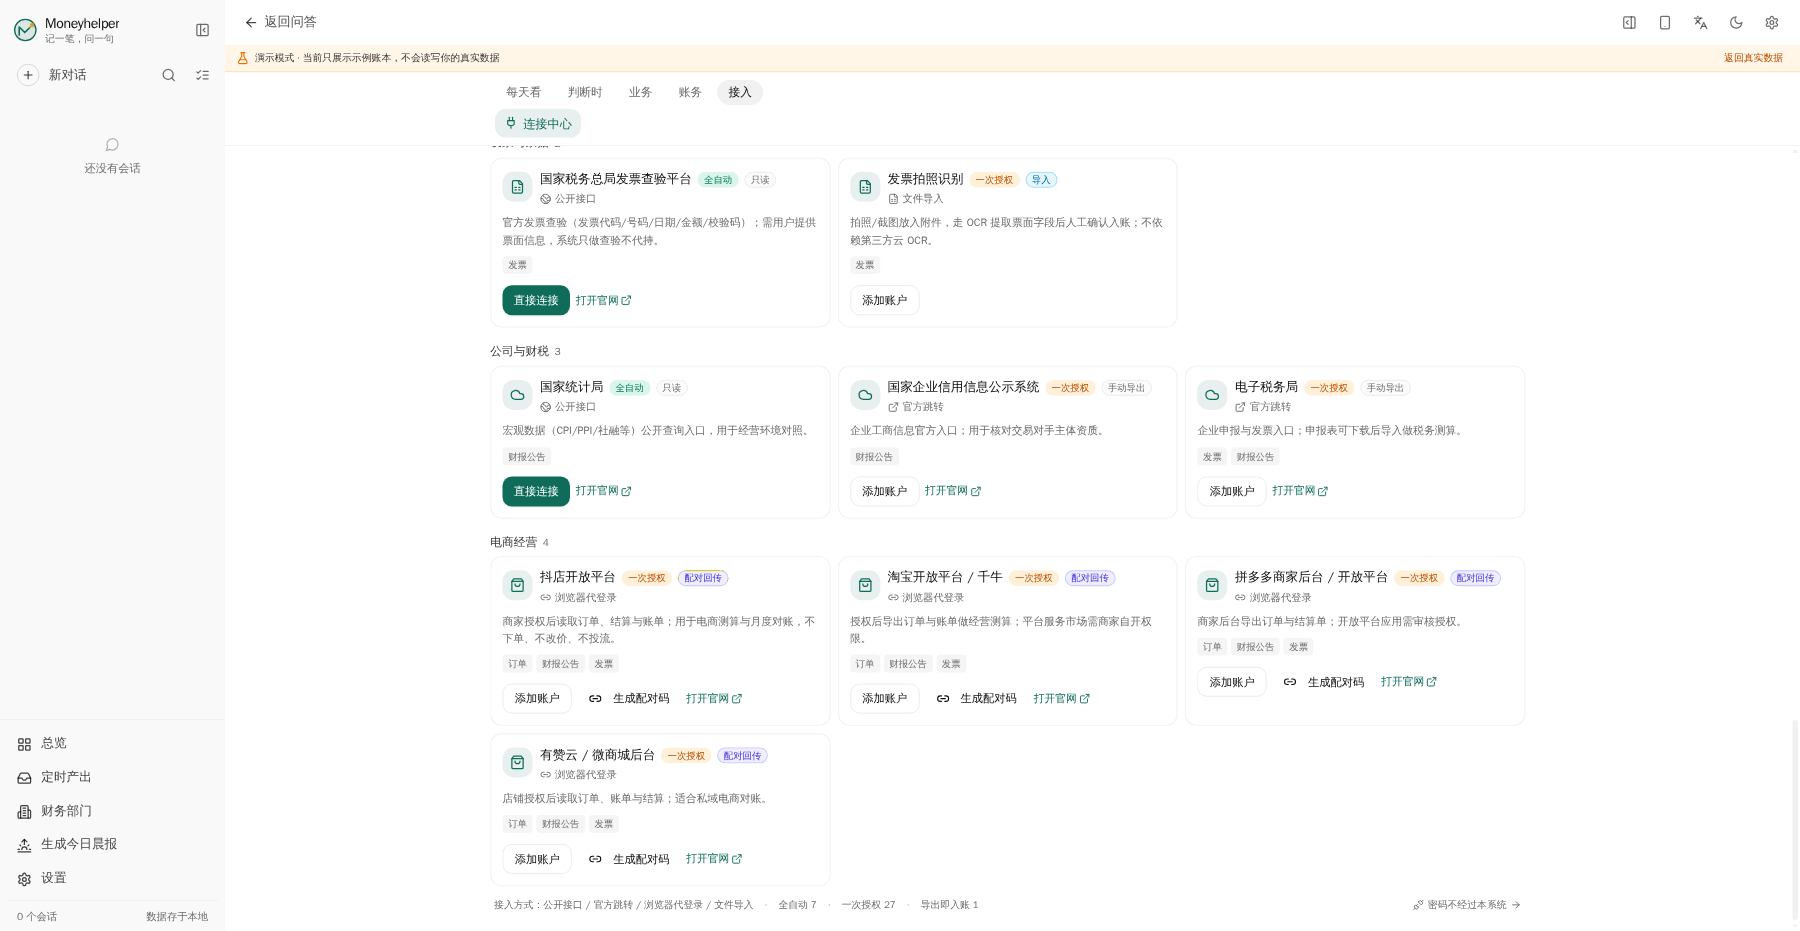 Moneyhelper
记一笔，问一句
新对话
还没有会话
总览
定时产出
财务部门
生成今日晨报
设置
0 个会话
数据存于本地
返回问答
演示模式 · 当前只展示示例账本，不会读写你的真实数据
返回真实数据
每天看 判断时 业务 账务 接入
连接中心
国家税务总局发票查验平台 全自动 只读
公开接口
官方发票查验（发票代码/号码/日期/金额/校验码）；需用户提供
票面信息，系统只做查验不代持。
发票
直接连接 打开官网
发票拍照识别 一次授权 导入
文件导入
拍照/截图放入附件，走 OCR 提取票面字段后人工确认入账；不依
赖第三方云 OCR。
发票
添加账户
公司与财税 3
国家统计局 全自动 只读
公开接口
宏观数据（CPI/PPI/社融等）公开查询入口，用于经营环境对照。
财报公告
直接连接 打开官网
国家企业信用信息公示系统 一次授权 手动导出
官方跳转
企业工商信息官方入口；用于核对交易对手主体资质。
财报公告
添加账户 打开官网
电子税务局 一次授权 手动导出
官方跳转
企业申报与发票入口；申报表可下载后导入做税务测算。
发票 财报公告
添加账户 打开官网
电商经营 4
抖店开放平台 一次授权 配对回传
浏览器代登录
商家授权后读取订单、结算与账单；用于电商测算与月度对账，不
下单、不改价、不投流。
订单 财报公告 发票
添加账户 生成配对码 打开官网
淘宝开放平台 / 千牛 一次授权 配对回传
浏览器代登录
授权后导出订单与账单做经营测算；平台服务市场需商家自开权
限。
订单 财报公告 发票
添加账户 生成配对码 打开官网
拼多多商家后台 / 开放平台 一次授权 配对回传
浏览器代登录
商家后台导出订单与结算单；开放平台应用需审核授权。
订单 财报公告 发票
添加账户 生成配对码 打开官网
有赞云 / 微商城后台 一次授权 配对回传
浏览器代登录
店铺授权后读取订单、账单与结算；适合私域电商对账。
订单 财报公告 发票
添加账户 生成配对码 打开官网
接入方式：公开接口 / 官方跳转 / 浏览器代登录 / 文件导入 · 全自动 7 · 一次授权 27 · 导出即入账 1
密码不经过本系统